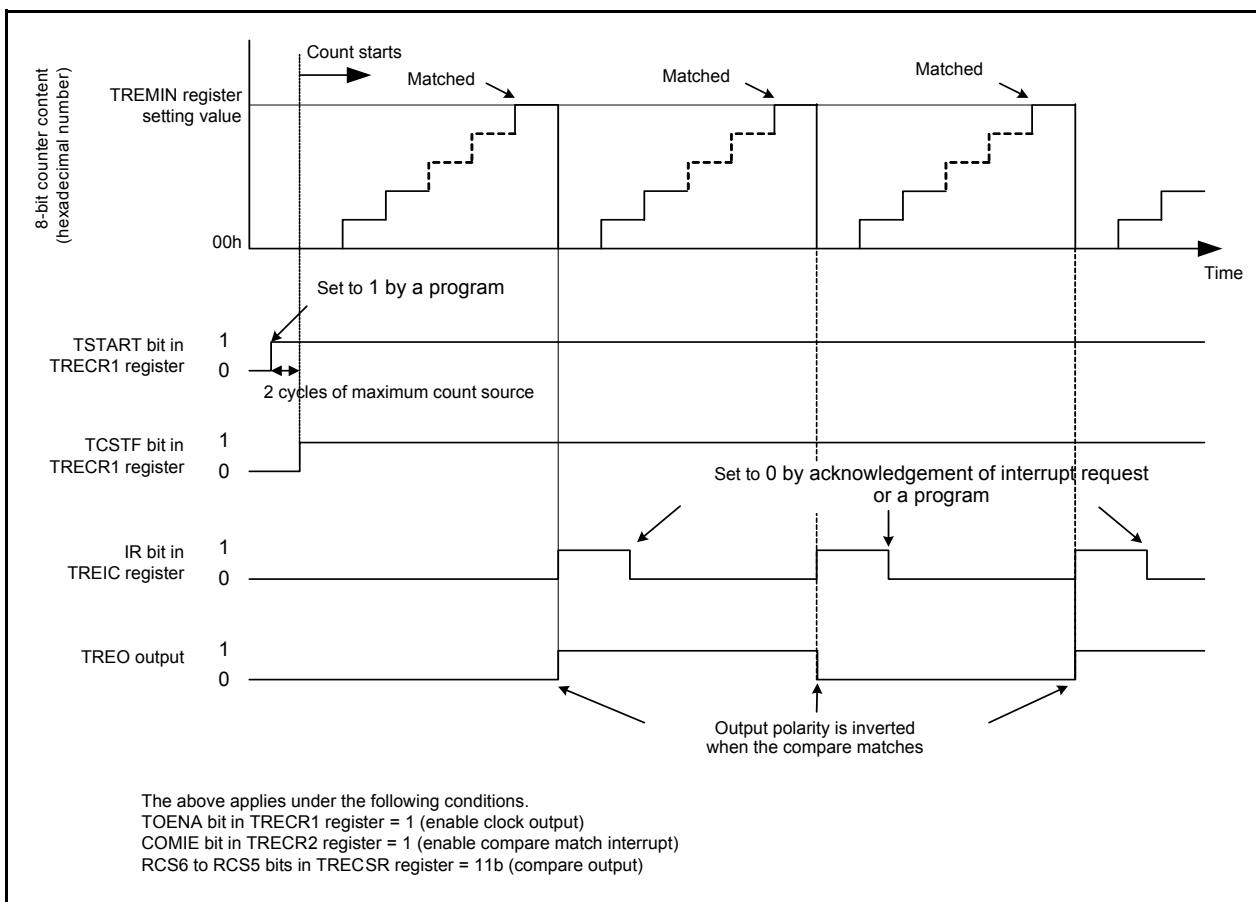 Count starts
Matched
Matched
Matched
8-bit counter content
(hexadecimal number)
TREMIN register
setting value
00h
Time
Set to 1 by a program
TSTART bit in
TRECR1 register
1
0
2 cycles of maximum count source
TCSTF bit in
TRECR1 register
1
0
Set to 0 by acknowledgement of interrupt request
or a program
IR bit in
TREIC register
1
0
TREO output
1
0
Output polarity is inverted
when the compare matches
The above applies under the following conditions.
TOENA bit in TRECR1 register = 1 (enable clock output)
COMIE bit in TRECR2 register = 1 (enable compare match interrupt)
RCS6 to RCS5 bits in TRECSR register = 11b (compare output)